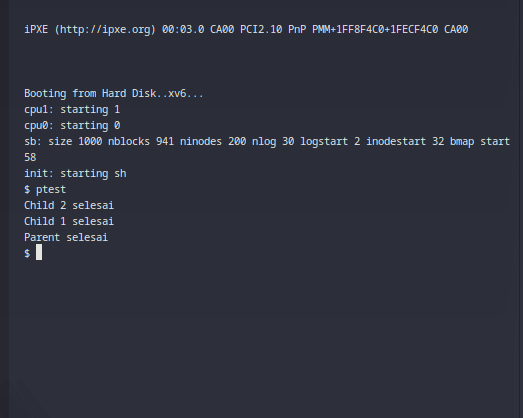 iPXE (http://ipxe.org) 00:03.0 CA00 PCI2.10 PnP PMM+1FF8F4C0+1FECF4C0 CA00
Booting from Hard Disk..xv6...
cpu1: starting 1
cpu0: starting 0
sb: size 1000 nblocks 941 ninodes 200 nlog 30 logstart 2 inodestart 32 bmap start
58
init: starting sh
$ ptest
Child 2 selesai
Child 1 selesai
Parent selesai
$